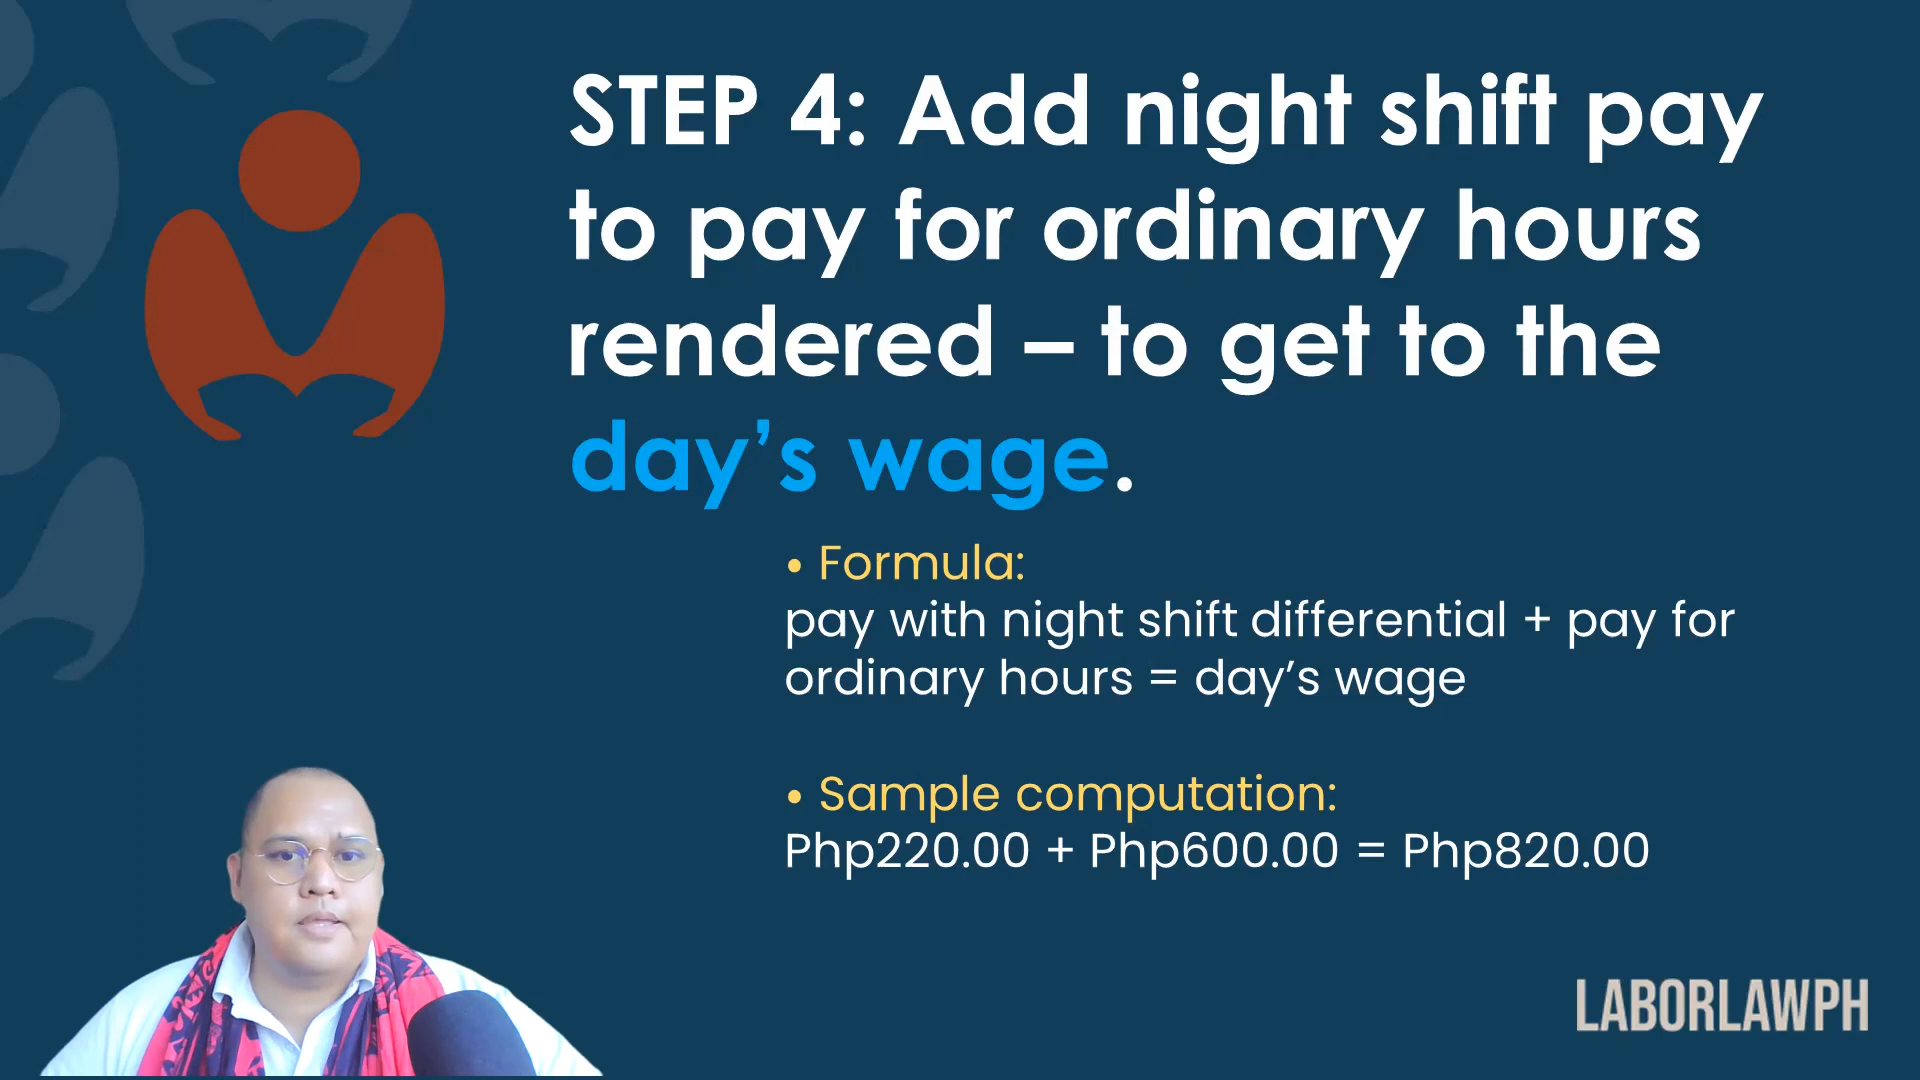 STEP 4: Add night shift pay
to pay for ordinary hours
rendered – to get to the
day’s wage.
• Formula:
pay with night shift differential + pay for
ordinary hours = day’s wage
• Sample computation:
Php220.00 + Php600.00 = Php820.00
LABORLAWPH